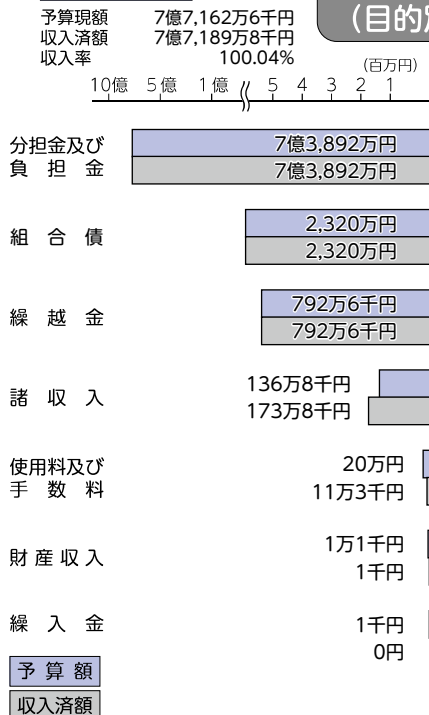 予算現額 7億7,162万6千円
収入済額 7億7,189万8千円
収入率 100.04%
（目的別
（百万円）
10億 5億 1億 5 4 3 2 1
分担金及び
負担金
7億3,892万円
7億3,892万円
組合債
2,320万円
2,320万円
繰越金
792万6千円
792万6千円
諸収入
136万8千円
173万8千円
使用料及び
手数料
20万円
11万3千円
財産収入
1万1千円
1千円
繰入金
1千円
0円
予算額
収入済額